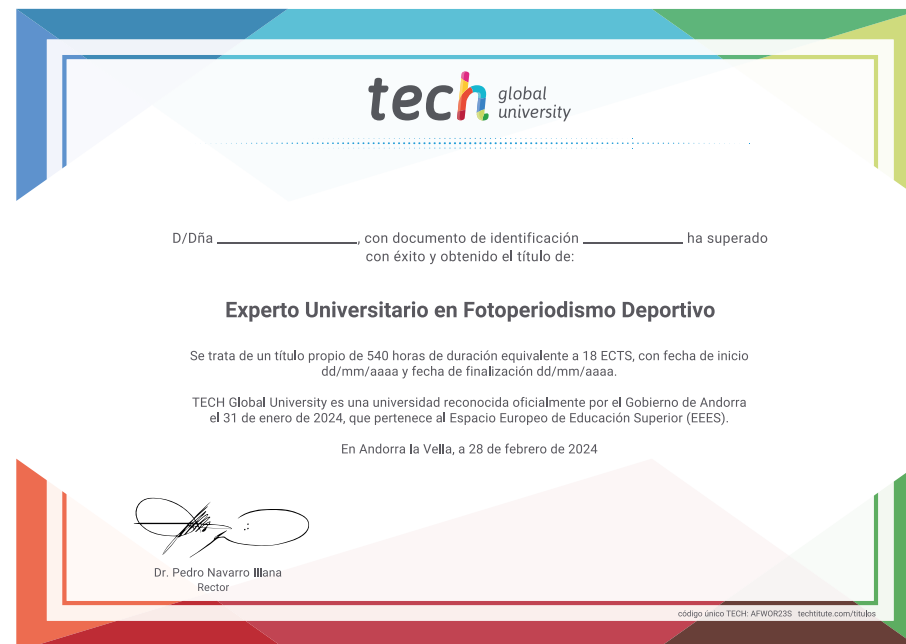 tech global university
D/Dña ____________________, con documento de identificación ______________ ha superado
con éxito y obtenido el título de:
Experto Universitario en Fotoperiodismo Deportivo
Se trata de un título propio de 540 horas de duración equivalente a 18 ECTS, con fecha de inicio
dd/mm/aaaa y fecha de finalización dd/mm/aaaa.
TECH Global University es una universidad reconocida oficialmente por el Gobierno de Andorra
el 31 de enero de 2024, que pertenece al Espacio Europeo de Educación Superior (EEES).
En Andorra la Vella, a 28 de febrero de 2024
Dr. Pedro Navarro Illana
Rector
código único TECH: AFWOR23S techtitute.com/titulos